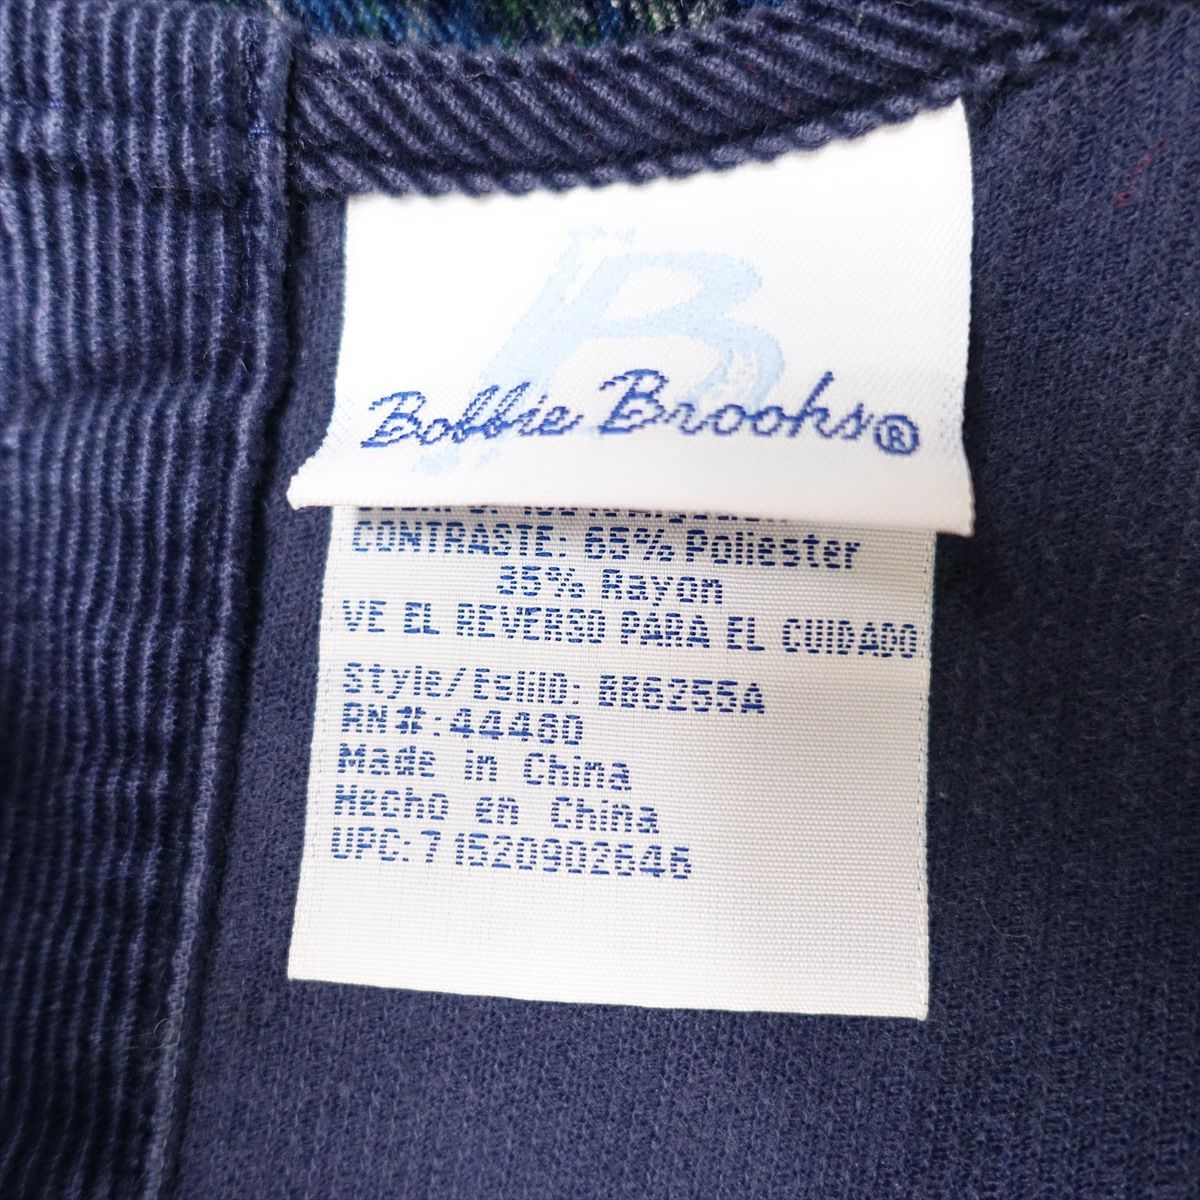 Bobbie Brooks®
CONTRASTE: 65% Poliester
35% Rayon
VE EL REVERSO PARA EL CUIDADO
Style/Estilo: BB6255A
RN#: 44460
Made in China
Hecho en China
UPC: 71520902646